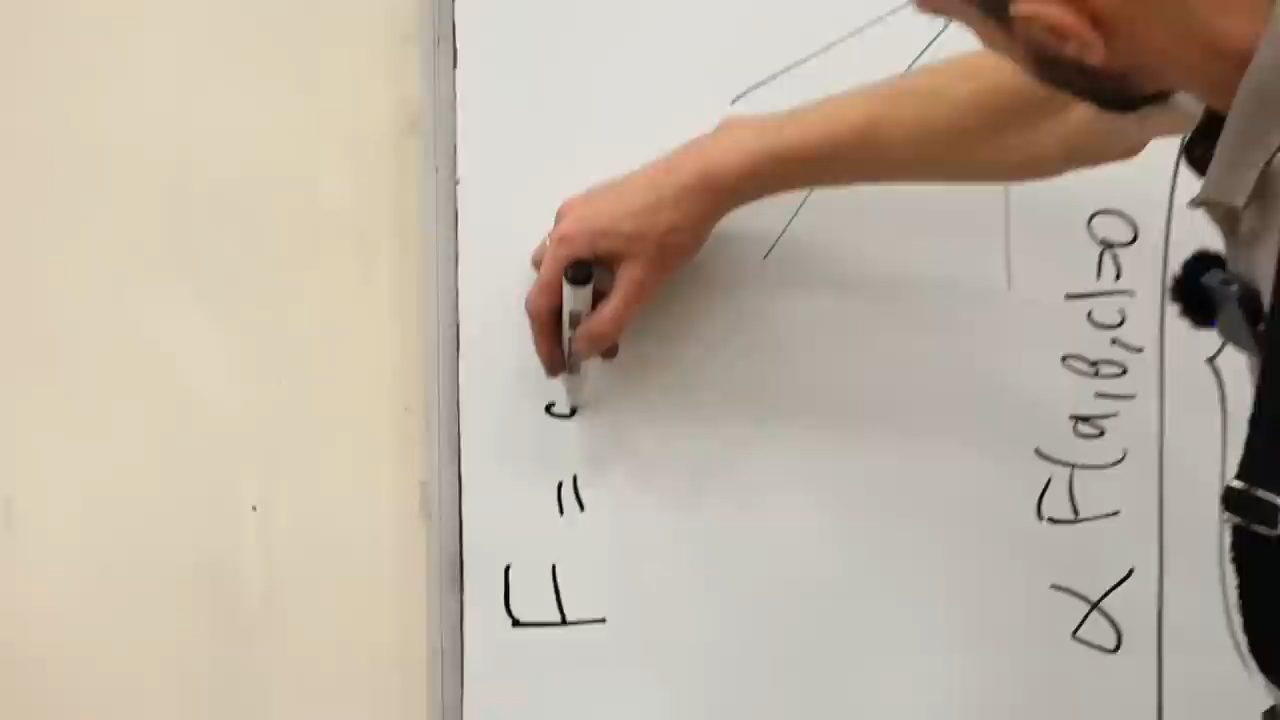 F = c
α F(a, b, c) = 0